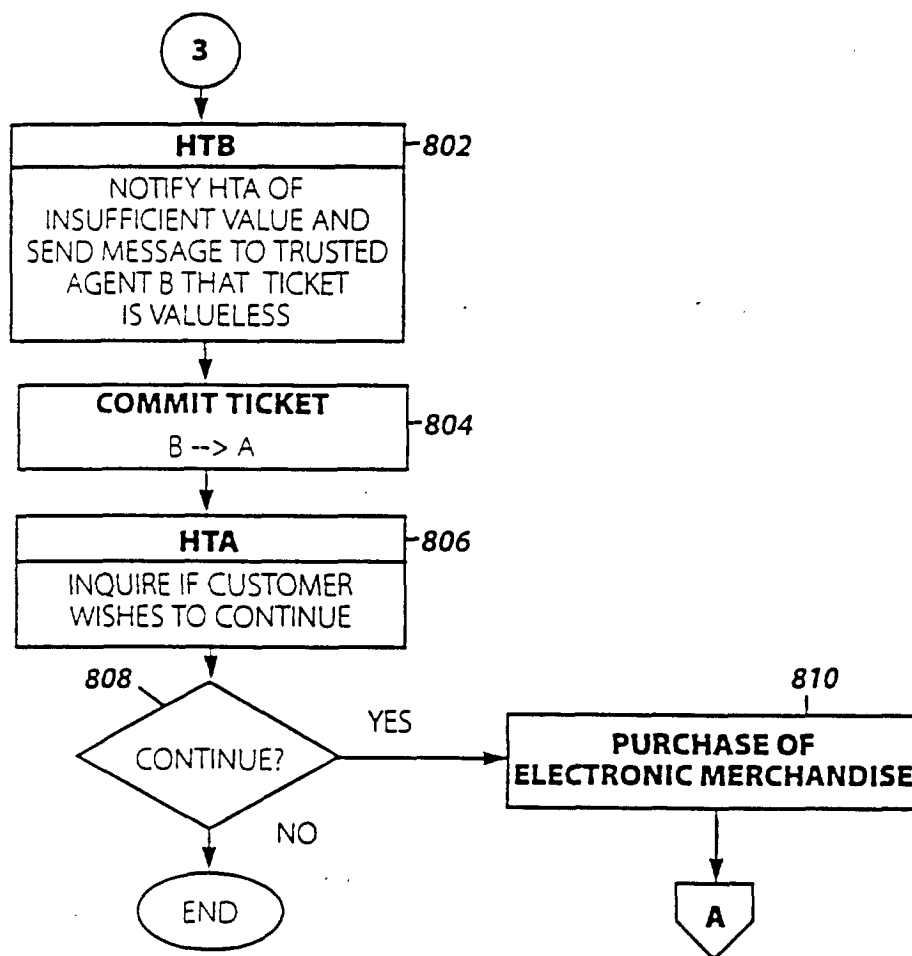 3
HTB
802
NOTIFY HTA OF
INSUFFICIENT VALUE AND
SEND MESSAGE TO TRUSTED
AGENT B THAT TICKET
IS VALUELESS
COMMIT TICKET
804
B --> A
HTA
806
INQUIRE IF CUSTOMER
WISHES TO CONTINUE
808
CONTINUE?
YES
NO
END
810
PURCHASE OF
ELECTRONIC MERCHANDISE
A